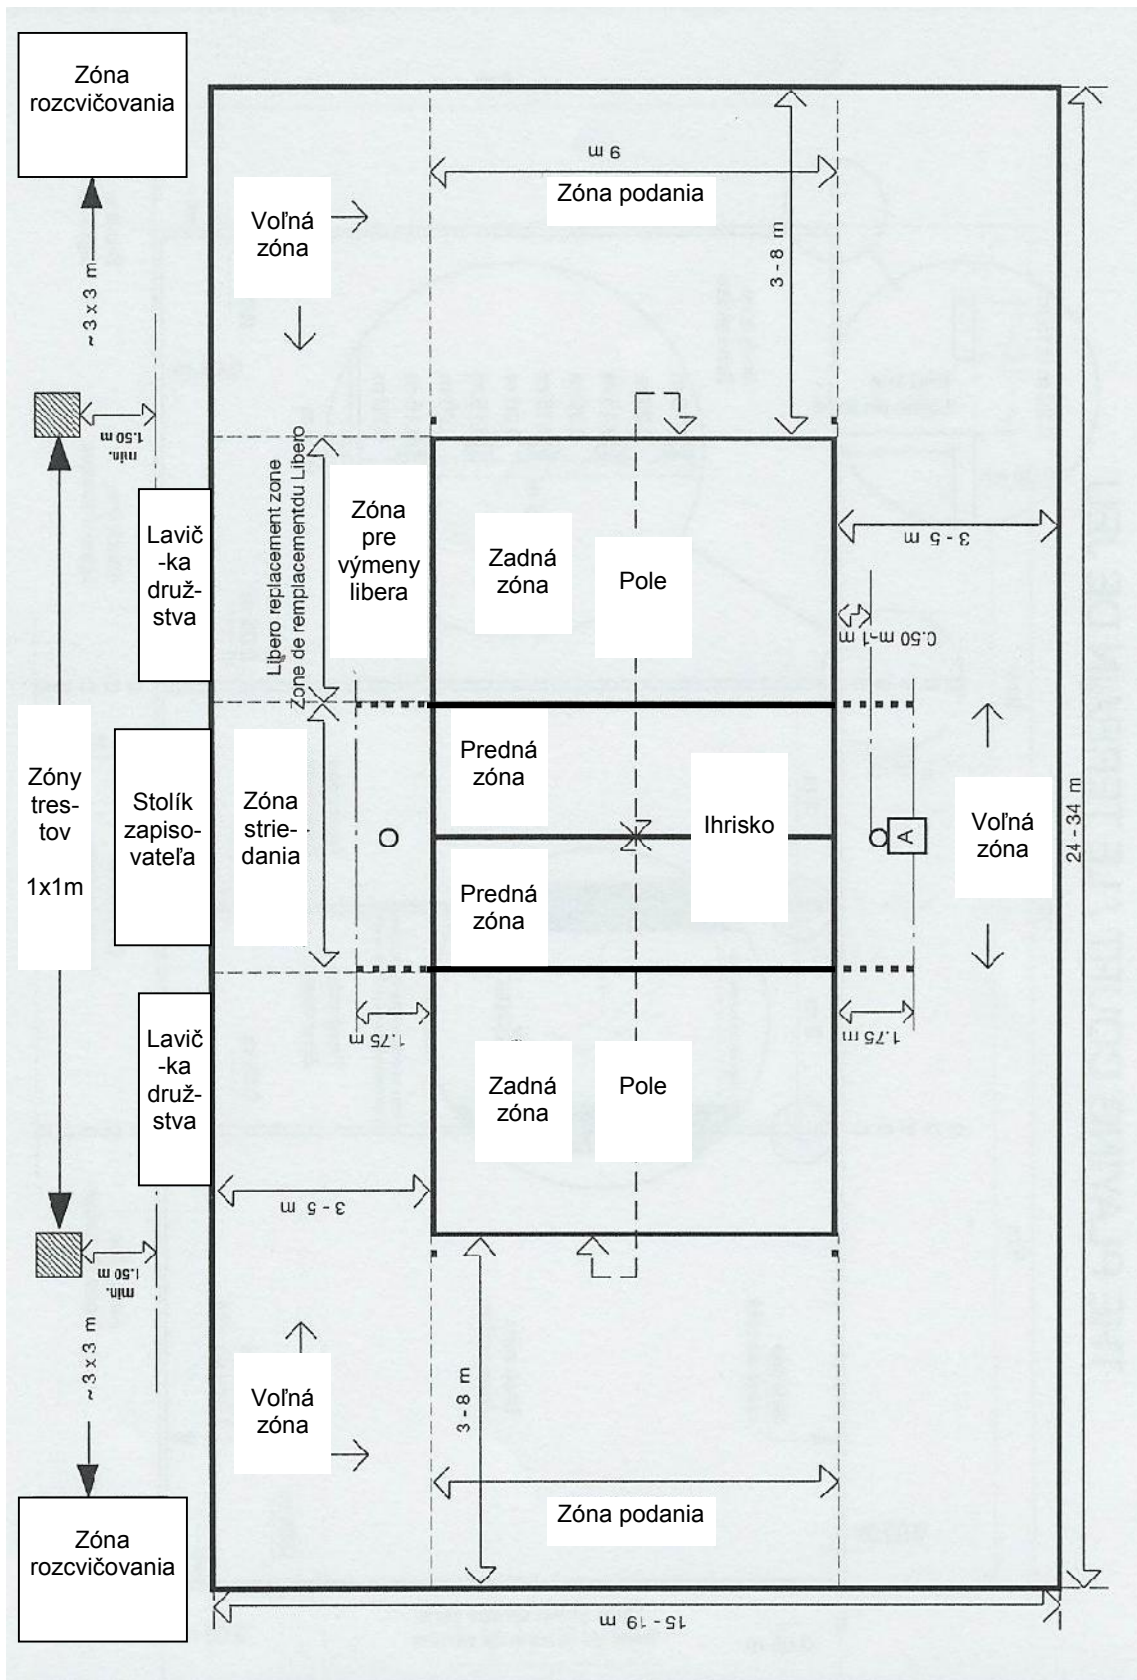 Zóna
rozcvičovania
9 m
Zóna podania
Voľná
zóna
3 - 8 m
~ 3 x 3 m
min.
1.50 m
Libero replacement zone
Zone de remplacementdu Libero
Lavič
-ka
druž-
stva
Zóna
pre
výmeny
libera
Zadná
zóna
Pole
3 - 5 m
0.50 m-1 m
Zóny
tres-
tov
1x1m
Stolík
zapiso-
vateľa
Zóna
strie-
dania
Predná
zóna
Ihrisko
Predná
zóna
A
Voľná
zóna
24 - 34 m
Lavič
-ka
druž-
stva
1.75 m
1.75 m
Zadná
zóna
Pole
3 - 5 m
min.
1.50 m
~ 3 x 3 m
Voľná
zóna
3 - 8 m
Zóna podania
Zóna
rozcvičovania
15 - 19 m